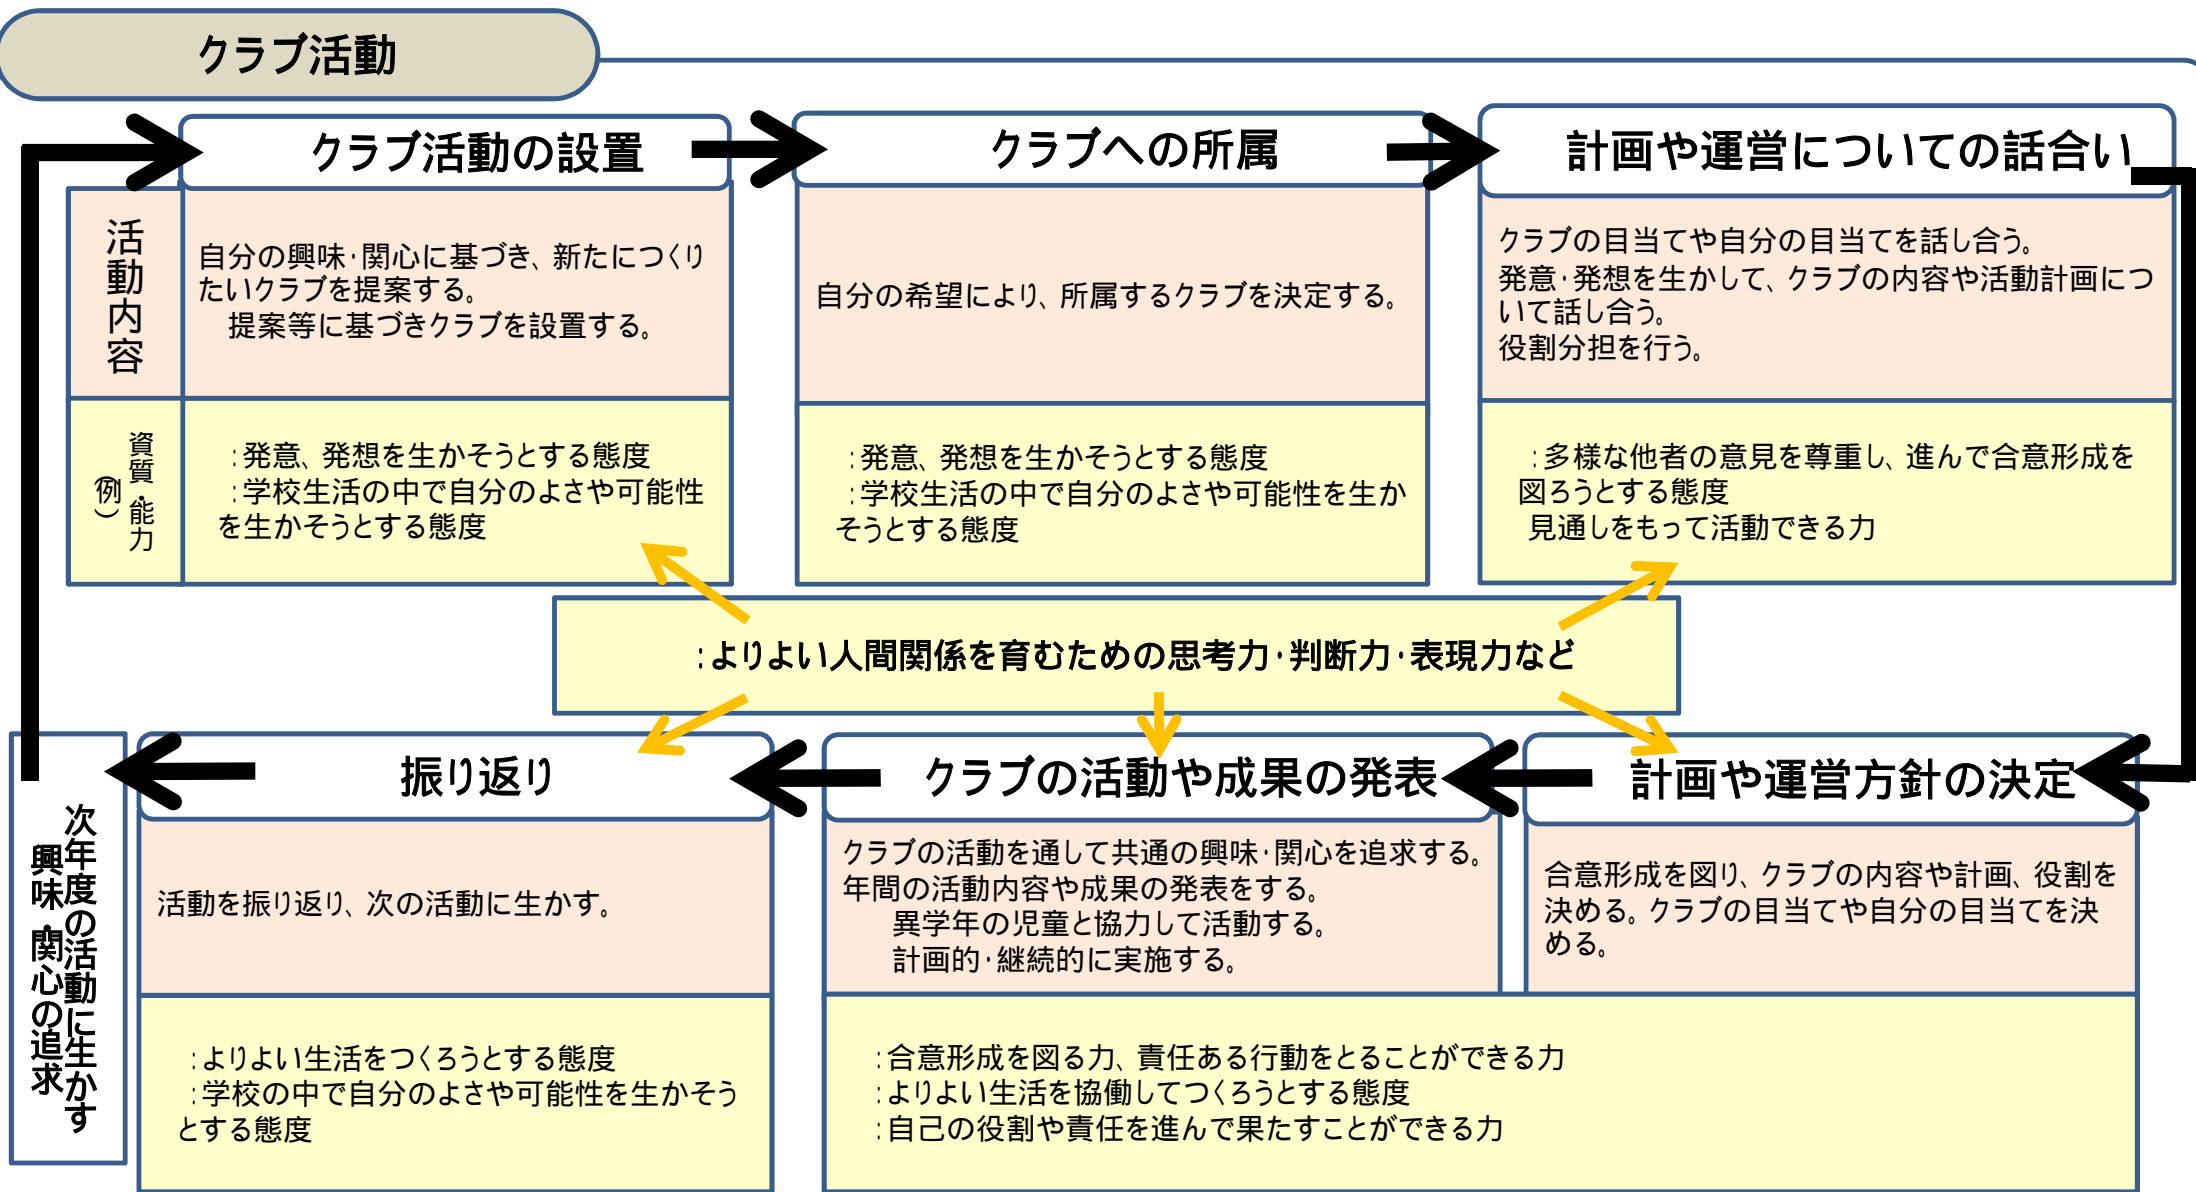 クラブ活動
クラブ活動の設置
クラブへの所属
計画や運営についての話合い
活動内容
自分の興味・関心に基づき、新たにつくり
たいクラブを提案する。
提案等に基づきクラブを設置する。
自分の希望により、所属するクラブを決定する。
クラブの目当てや自分の目当てを話し合う。
発意・発想を生かして、クラブの内容や活動計画につ
いて話し合う。
役割分担を行う。
資質・能力
(例)
:発意、発想を生かそうとする態度
:学校生活の中で自分のよさや可能性
を生かそうとする態度
:発意、発想を生かそうとする態度
:学校生活の中で自分のよさや可能性を生か
そうとする態度
:多様な他者の意見を尊重し、進んで合意形成を
図ろうとする態度
見通しをもって活動できる力
:よりよい人間関係を育むための思考力・判断力・表現力など
計画や運営方針の決定
クラブの活動や成果の発表
振り返り
合意形成を図り、クラブの内容や計画、役割を
決める。クラブの目当てや自分の目当てを決
める。
クラブの活動を通して共通の興味・関心を追求する。
年間の活動内容や成果の発表をする。
異学年の児童と協力して活動する。
計画的・継続的に実施する。
活動を振り返り、次の活動に生かす。
:合意形成を図る力、責任ある行動をとることができる力
:よりよい生活を協働してつくろうとする態度
:自己の役割や責任を進んで果たすことができる力
:よりよい生活をつくろうとする態度
:学校の中で自分のよさや可能性を生かそう
とする態度
次年度の活動に生かす
興味・関心の追求